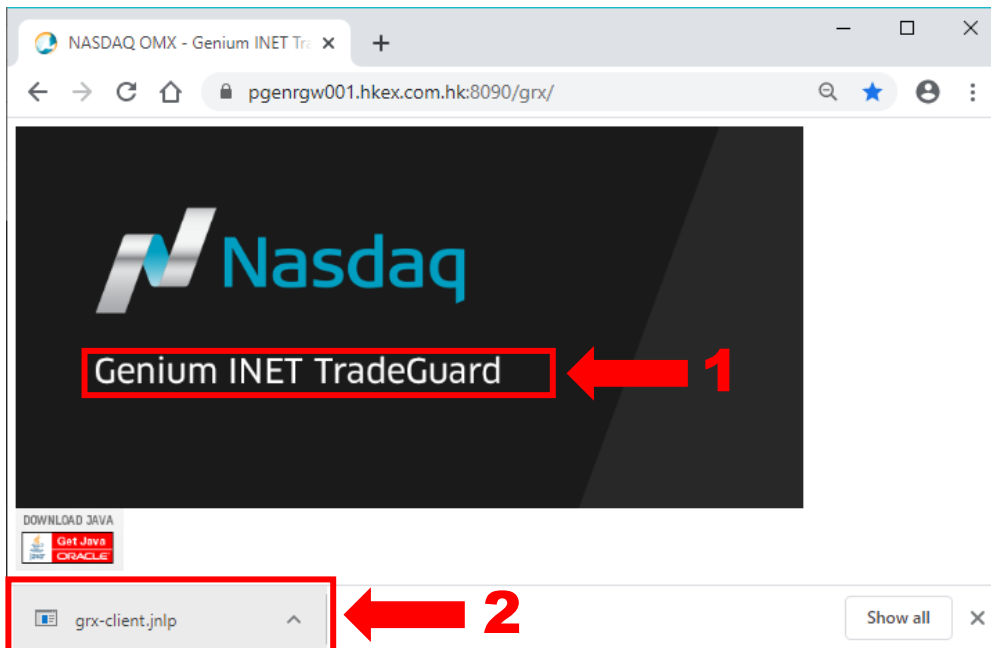 NASDAQ OMX - Genium INET Tra
pgenrgw001.hkex.com.hk:8090/grx/
Nasdaq
Genium INET TradeGuard
1
DOWNLOAD JAVA
Get Java
ORACLE
grx-client.jnlp
2
Show all